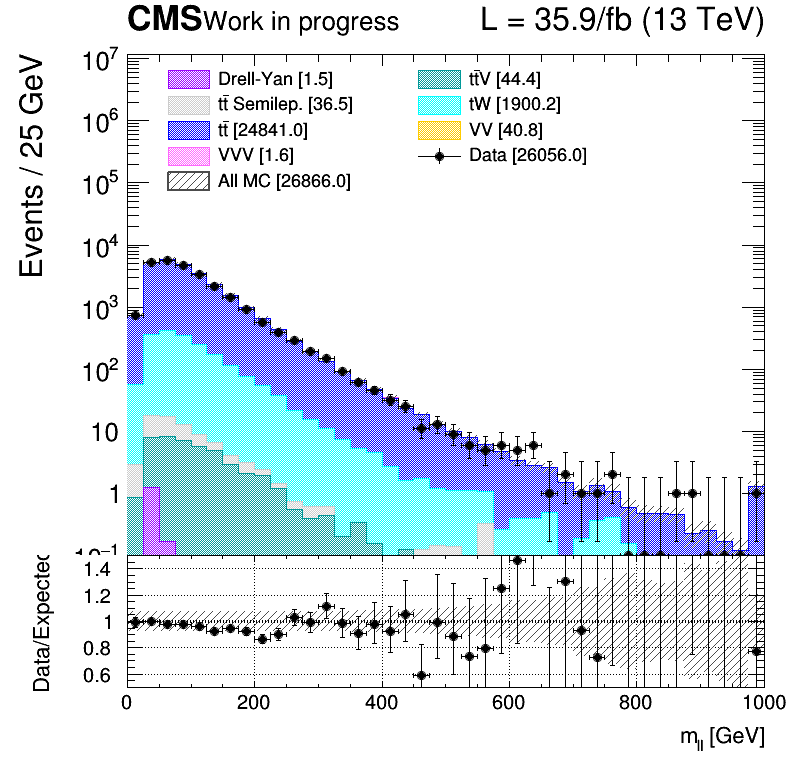 CMS Work in progress L = 35.9/fb (13 TeV)
Events / 25 GeV
10⁷
10⁶
10⁵
10⁴
10³
10²
10
1
10⁻¹
Drell-Yan [1.5]
tt̄ Semilep. [36.5]
tt̄ [24841.0]
VVV [1.6]
All MC [26866.0]
tt̄V [44.4]
tW [1900.2]
VV [40.8]
Data [26056.0]
Data/Expected
1.4
1.2
1
0.8
0.6
0 200 400 600 800 1000
m_ll [GeV]